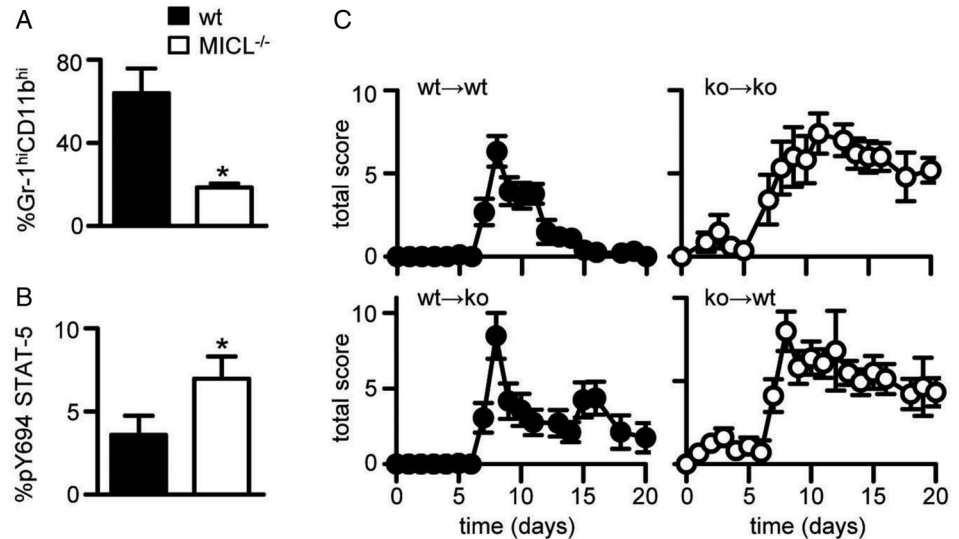 A
wt
MICL-/-
%Gr-1hiCD11bhi
80
40
0
*
B
%pY694 STAT-5
10
5
0
*
C
wt→wt
total score
10
5
0
ko→ko
wt→ko
total score
10
5
0
0 5 10 15 20
time (days)
ko→wt
0 5 10 15 20
time (days)